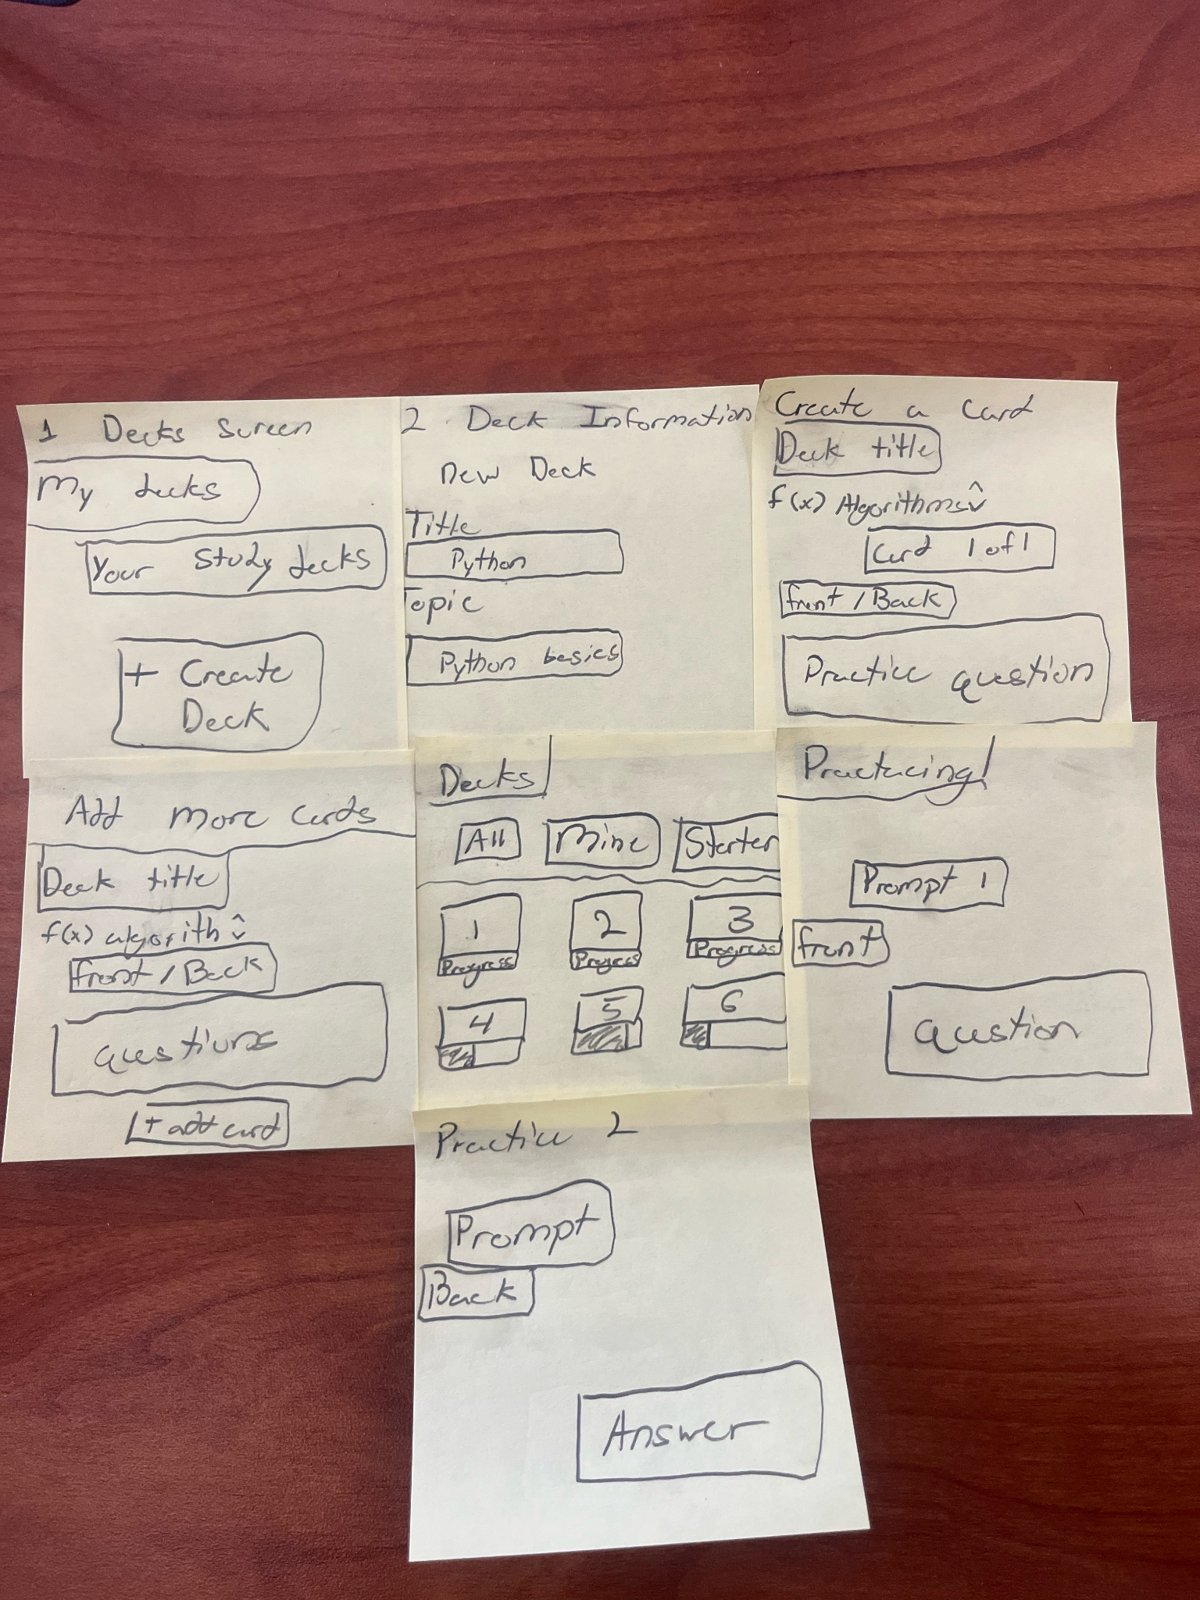 1 Decks Screen
My decks
Your Study decks
+ Create
Deck
2 Deck Information
New Deck
Title
Python
Topic
Python basics
Create a Card
Deck title
f(x) Algorithms
Card 1 of 1
front / Back
Practice question
Add more cards
Deck title
f(x) algorith
front / Back
questions
+ add card
Decks
All Mine Starter
1 2 3
Progress Progess Progress
4 5 6
Practacing!
Prompt 1
front
question
Practice 2
Prompt
Back
Answer